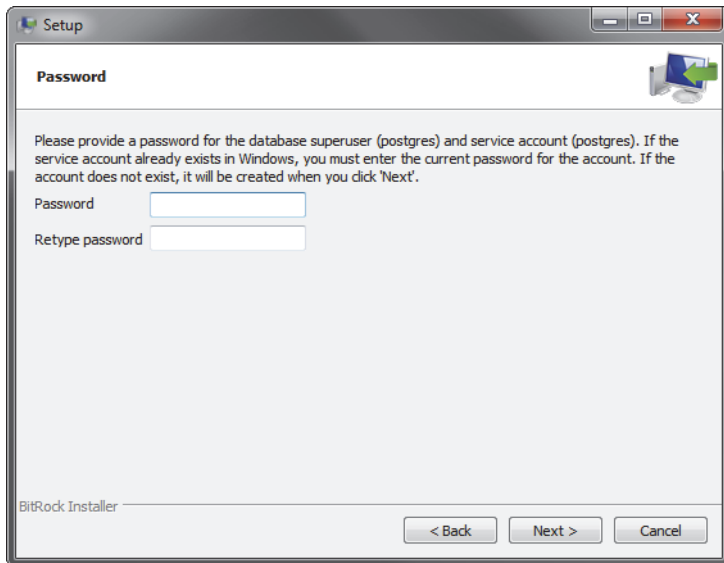 Setup
Password
Please provide a password for the database superuser (postgres) and service account (postgres). If the
service account already exists in Windows, you must enter the current password for the account. If the
account does not exist, it will be created when you click 'Next'.
Password
Retype password
BitRock Installer
< Back Next > Cancel